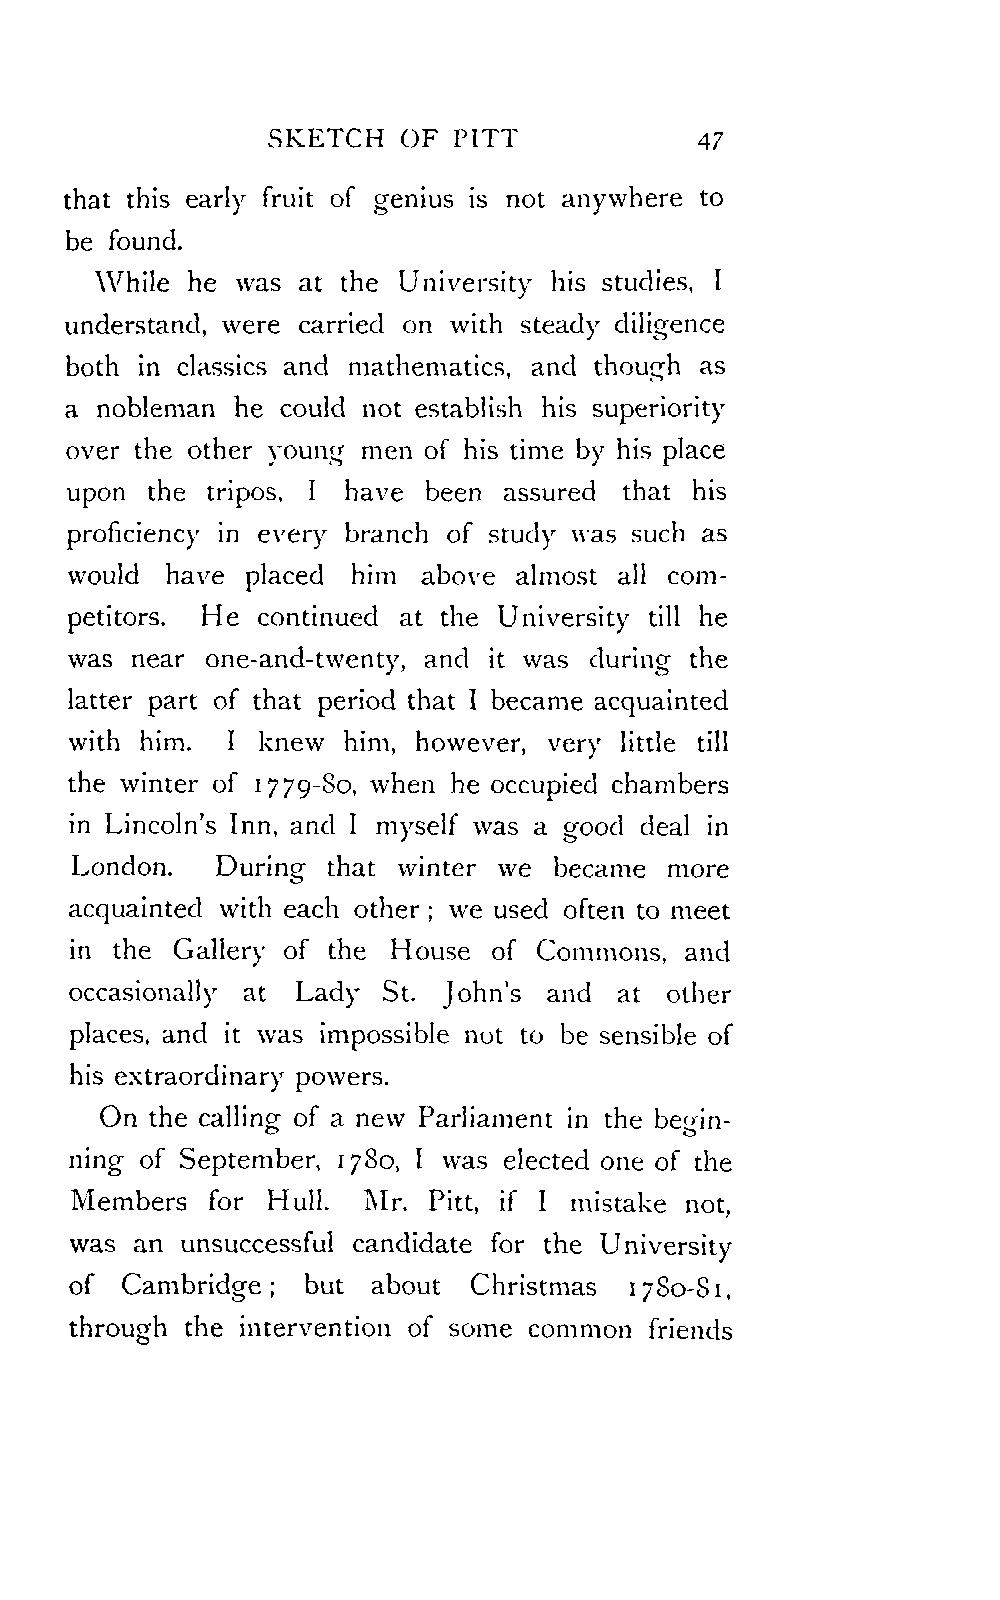 SKETCH OF PITT 47
that this early fruit of genius is not anywhere to
be found.
While he was at the University his studies, I
understand, were carried on with steady diligence
both in classics and mathematics, and though as
a nobleman he could not establish his superiority
over the other young men of his time by his place
upon the tripos, I have been assured that his
proficiency in every branch of study was such as
would have placed him above almost all com-
petitors. He continued at the University till he
was near one-and-twenty, and it was during the
latter part of that period that I became acquainted
with him. I knew him, however, very little till
the winter of 1779-80, when he occupied chambers
in Lincoln's Inn, and I myself was a good deal in
London. During that winter we became more
acquainted with each other; we used often to meet
in the Gallery of the House of Commons, and
occasionally at Lady St. John's and at other
places, and it was impossible not to be sensible of
his extraordinary powers.
On the calling of a new Parliament in the begin-
ning of September, 1780, I was elected one of the
Members for Hull. Mr. Pitt, if I mistake not,
was an unsuccessful candidate for the University
of Cambridge; but about Christmas 1780-81,
through the intervention of some common friends